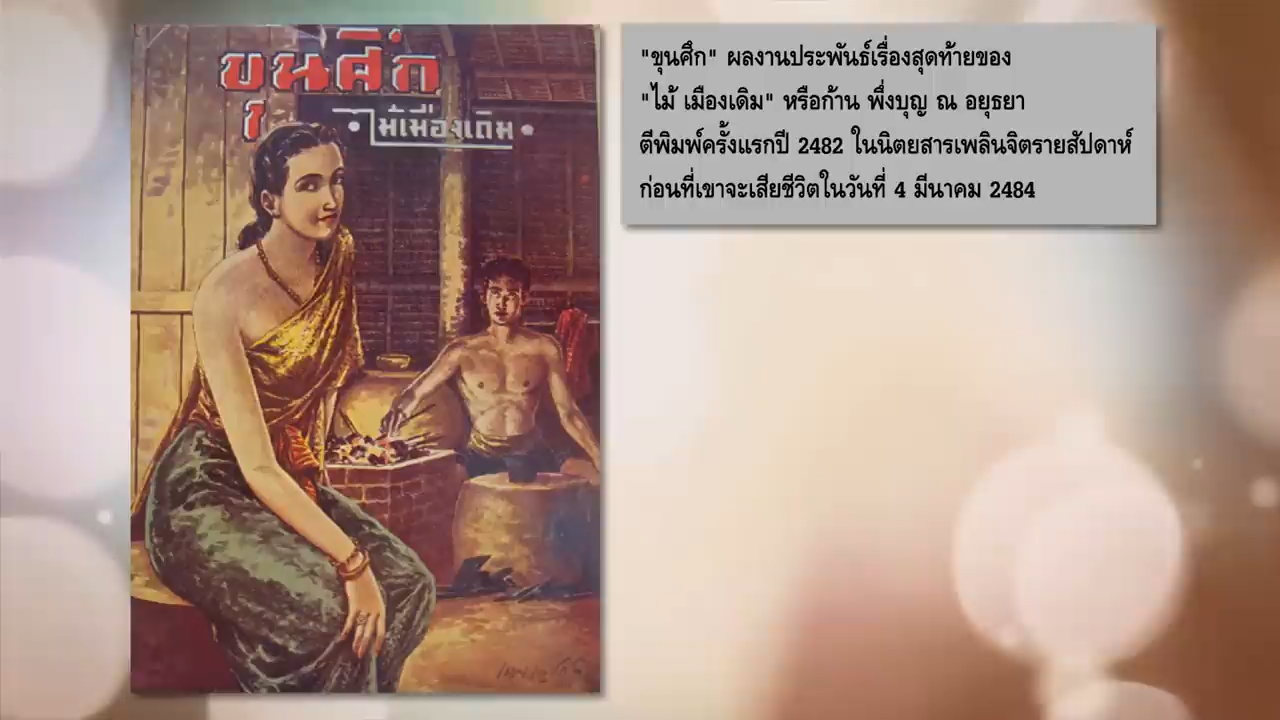 ขุนศึก
ไม้เมืองเดิม
"ขุนศึก" ผลงานประพันธ์เรื่องสุดท้ายของ
"ไม้ เมืองเดิม" หรือก้าน พึ่งบุญ ณ อยุธยา
ตีพิมพ์ครั้งแรกปี 2482 ในนิตยสารเพลินจิตรายสัปดาห์
ก่อนที่เขาจะเสียชีวิตในวันที่ 4 มีนาคม 2484